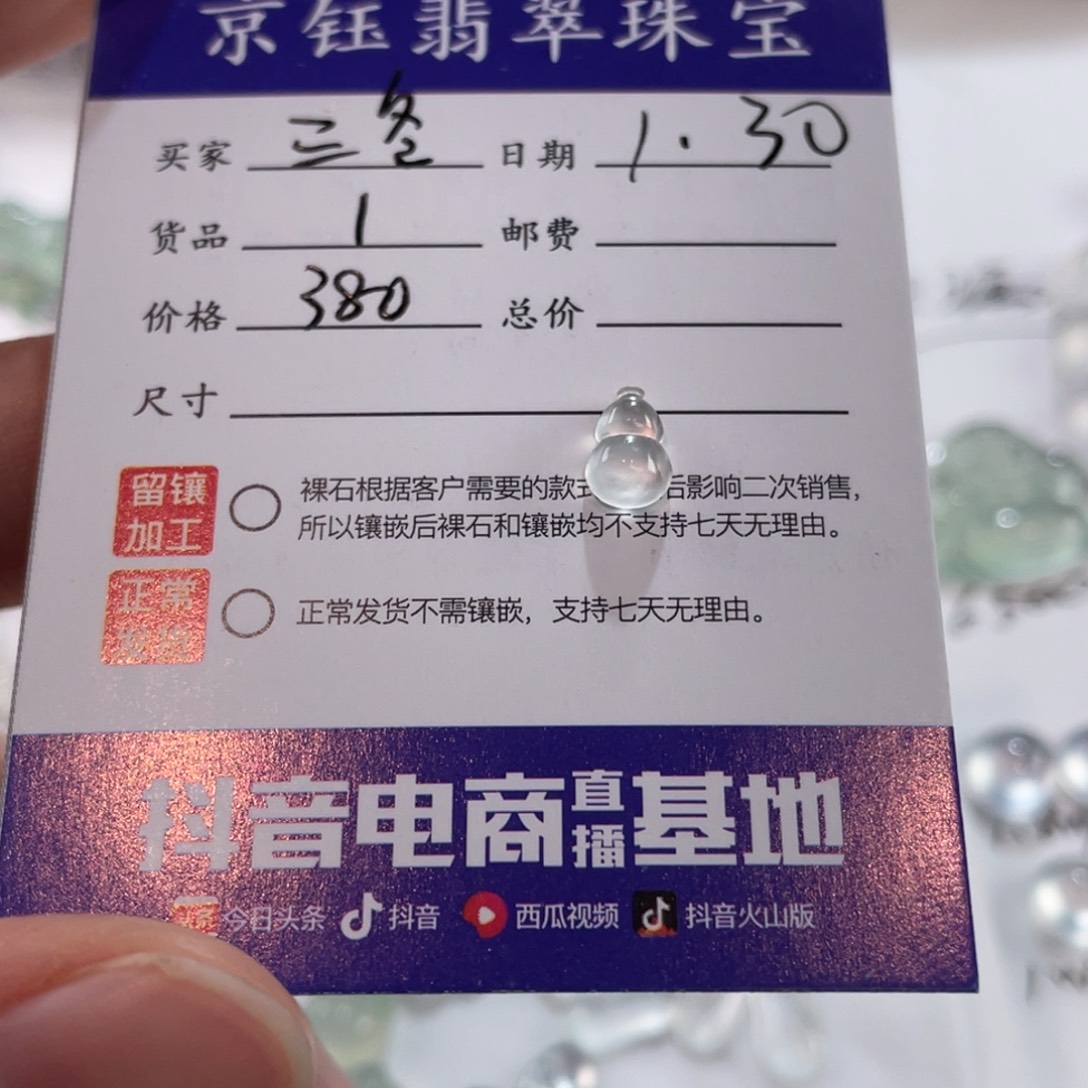 京钰翡翠珠宝
买家 三冬 日期 1.30
货品 1 邮费
价格 380 总价
尺寸
留镶加工 裸石根据客户需要的款式后影响二次销售，
所以镶嵌后裸石和镶嵌均不支持七天无理由。
正常发货 正常发货不需镶嵌，支持七天无理由。
抖音电商直播基地
今日头条 抖音 西瓜视频 抖音火山版